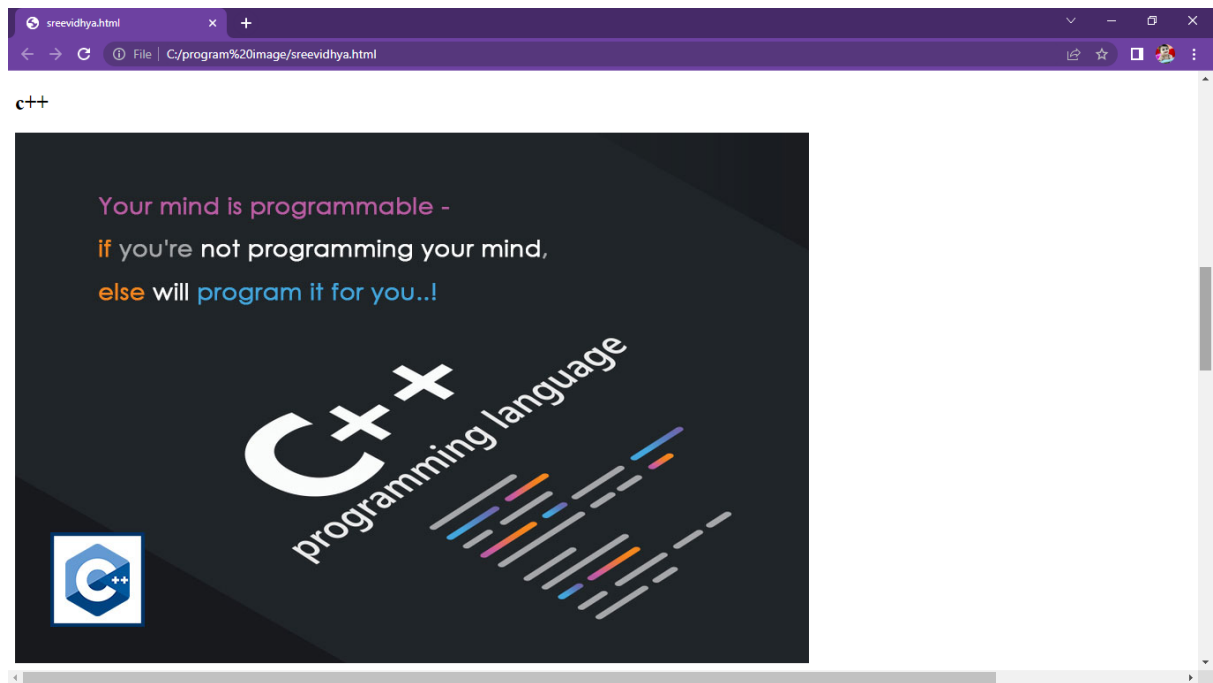 sreevidhya.html
File | C:/program%20image/sreevidhya.html
c++
Your mind is programmable -
if you're not programming your mind,
else will program it for you..!
C++
programming language
C++